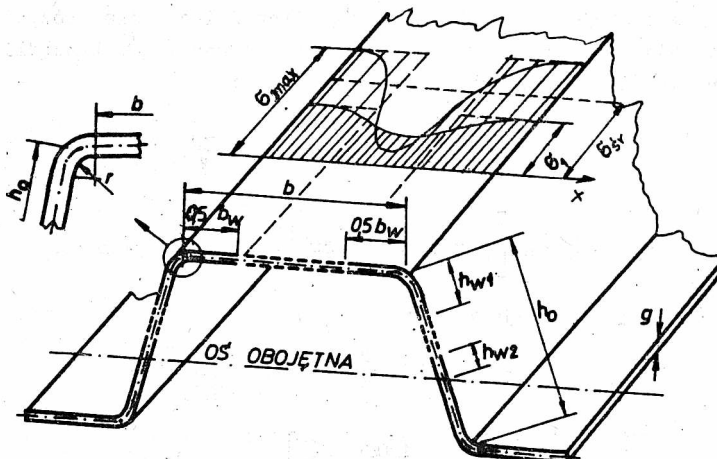 σmax
b
h₀
r
σ₁
σśr
x
b
0,5 bw
0,5 bw
hw1
h₀
hw2
g
OŚ OBOJĘTNA